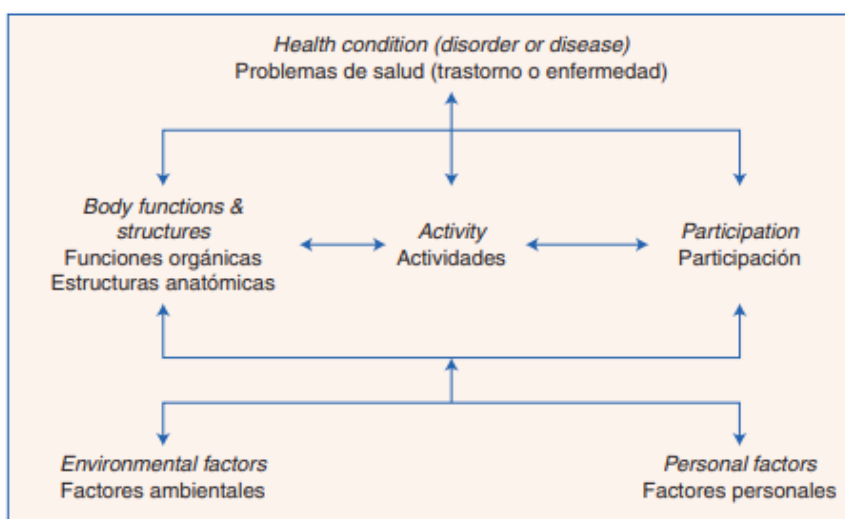 Health condition (disorder or disease)
Problemas de salud (trastorno o enfermedad)
Body functions &
structures
Funciones orgánicas
Estructuras anatómicas
Activity
Actividades
Participation
Participación
Environmental factors
Factores ambientales
Personal factors
Factores personales